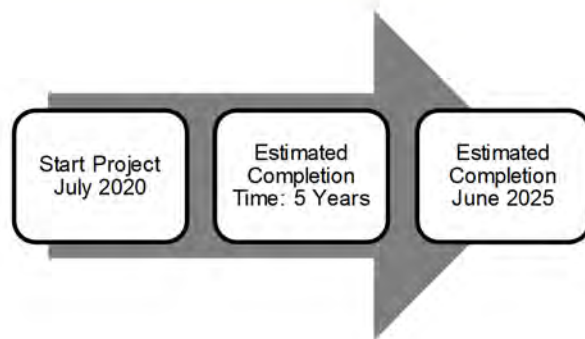 Start Project
July 2020
Estimated
Completion
Time: 5 Years
Estimated
Completion
June 2025